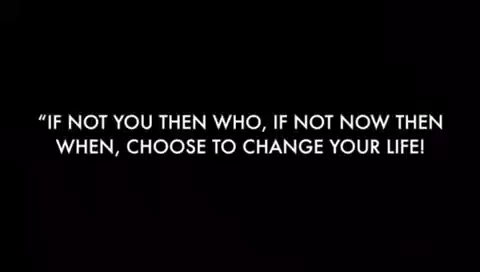 “IF NOT YOU THEN WHO, IF NOT NOW THEN
WHEN, CHOOSE TO CHANGE YOUR LIFE!